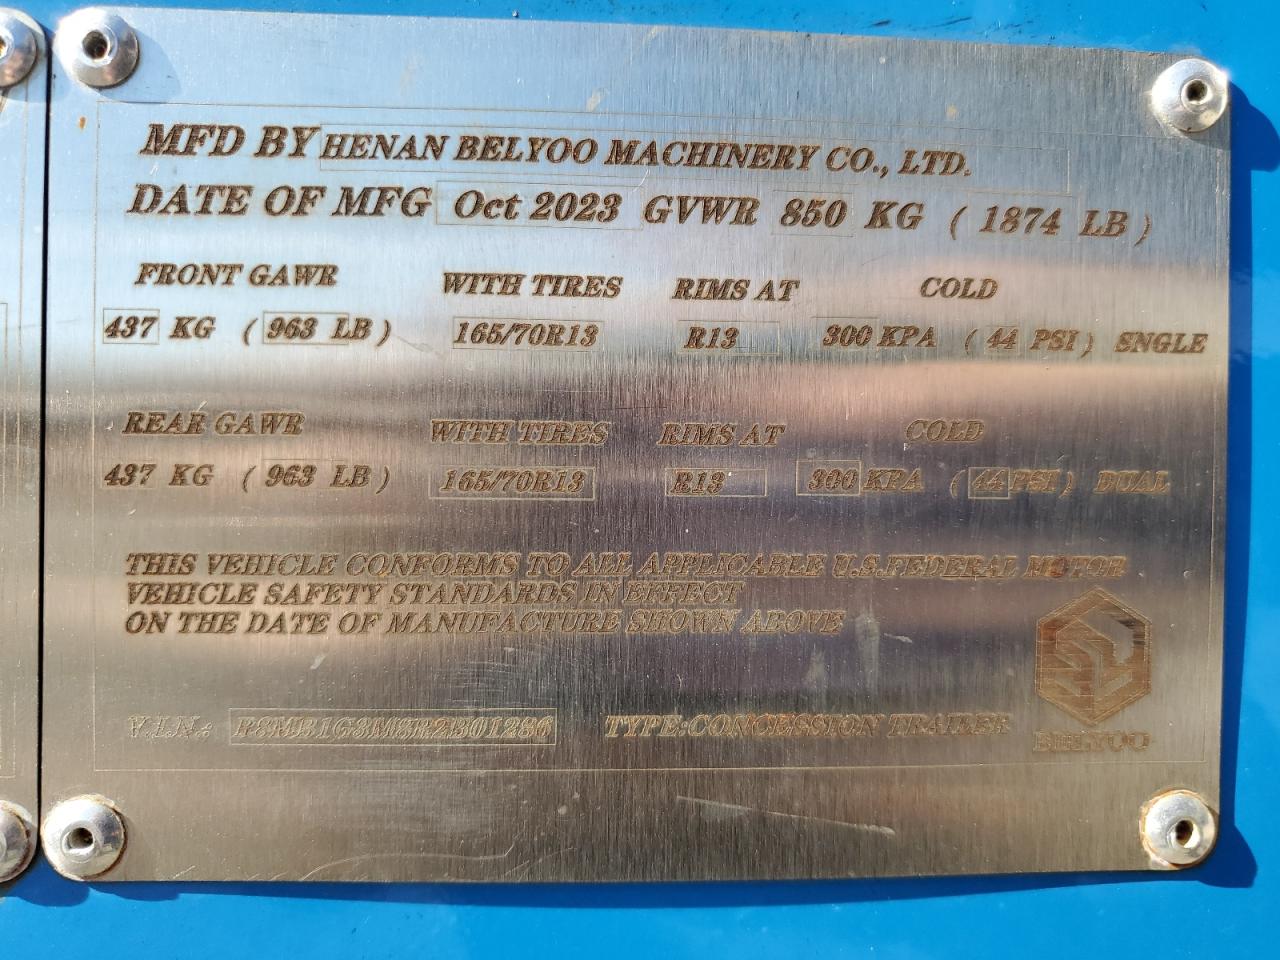 MFD BY HENAN BELYOO MACHINERY CO., LTD.
DATE OF MFG Oct 2023 GVWR 850 KG ( 1874 LB )
FRONT GAWR WITH TIRES RIMS AT COLD
437 KG ( 963 LB ) 165/70R13 R13 300 KPA ( 44 PSI ) SNGLE
REAR GAWR WITH TIRES RIMS AT COLD
437 KG ( 963 LB ) 165/70R13 R13 300 KPA ( 44 PSI ) DUAL
THIS VEHICLE CONFORMS TO ALL APPLICABLE U.S.FEDERAL MOTOR
VEHICLE SAFETY STANDARDS IN EFFECT
ON THE DATE OF MANUFACTURE SHOWN ABOVE
V.I.N.: TYPE:CONCESSION TRAILER
BELYOO